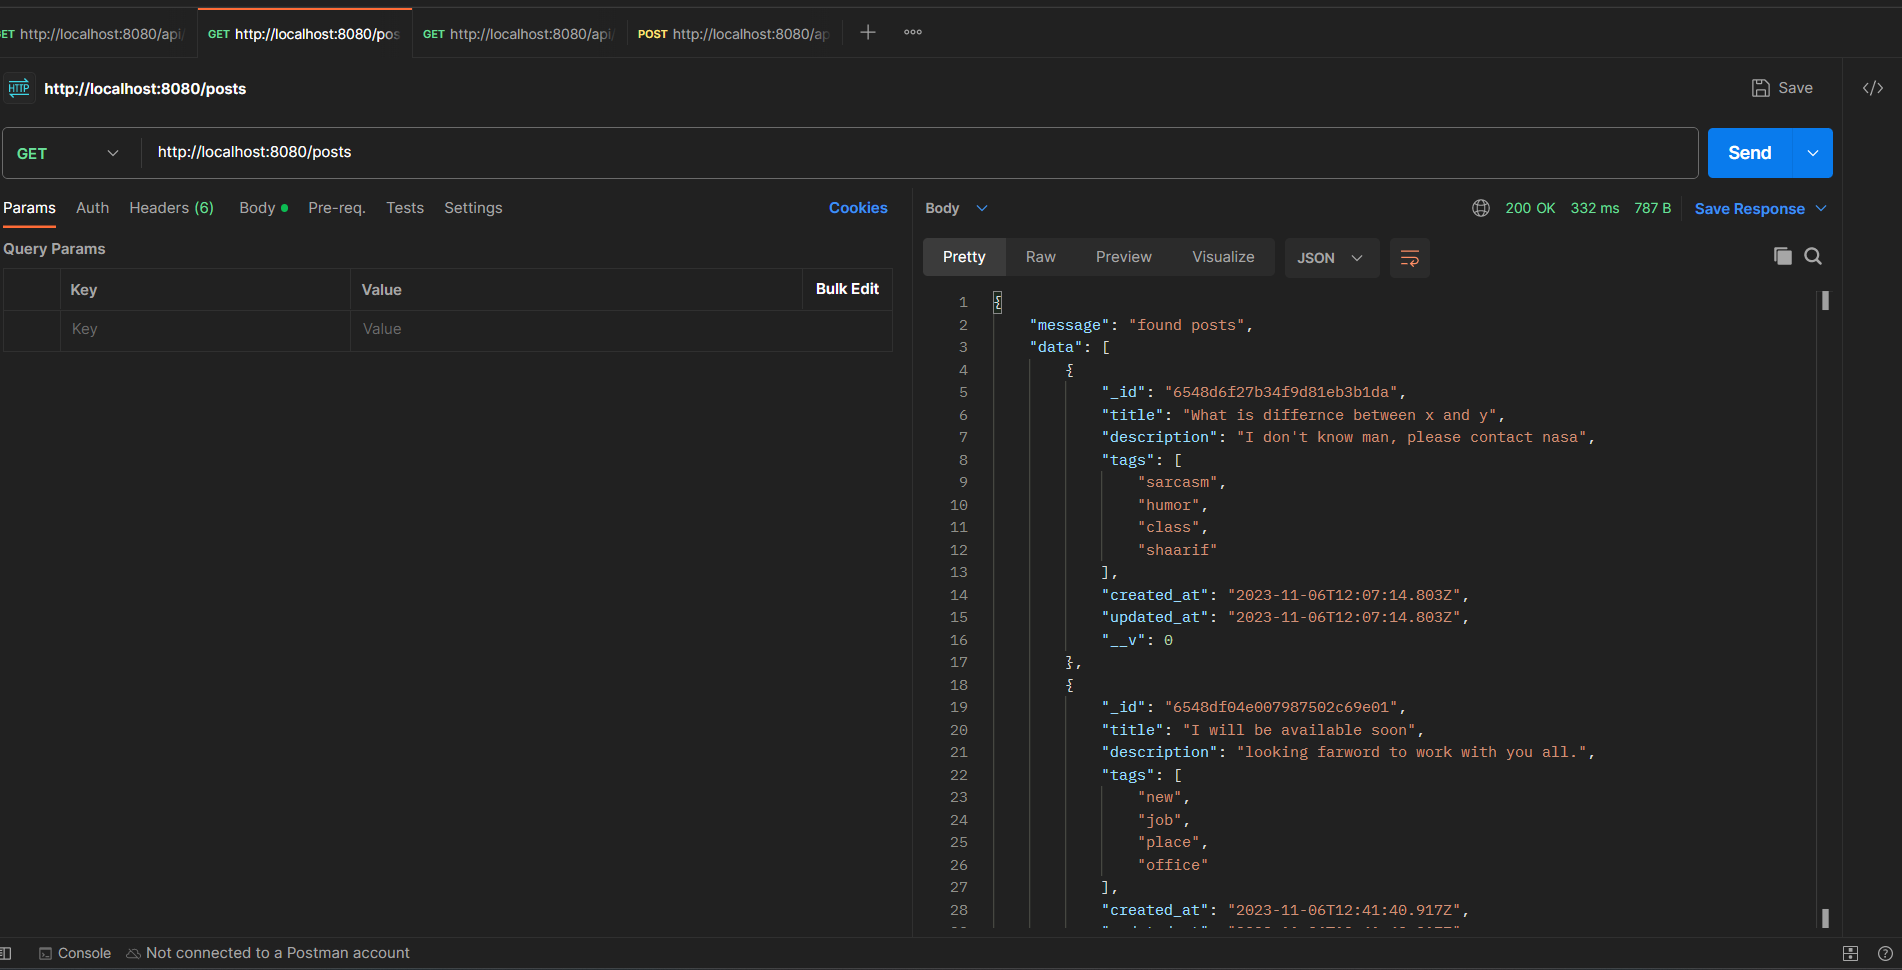 GET http://localhost:8080/api/ GET http://localhost:8080/pos GET http://localhost:8080/api/ POST http://localhost:8080/ap
HTTP http://localhost:8080/posts Save </>
GET http://localhost:8080/posts Send
Params Auth Headers (6) Body Pre-req. Tests Settings Cookies
Query Params
Key Value Bulk Edit
Key Value
Body 200 OK 332 ms 787 B Save Response
Pretty Raw Preview Visualize JSON
1 {
2 "message": "found posts",
3 "data": [
4 {
5 "_id": "6548d6f27b34f9d81eb3b1da",
6 "title": "What is differnce between x and y",
7 "description": "I don't know man, please contact nasa",
8 "tags": [
9 "sarcasm",
10 "humor",
11 "class",
12 "shaarif"
13 ],
14 "created_at": "2023-11-06T12:07:14.803Z",
15 "updated_at": "2023-11-06T12:07:14.803Z",
16 "__v": 0
17 },
18 {
19 "_id": "6548df04e007987502c69e01",
20 "title": "I will be available soon",
21 "description": "looking farword to work with you all.",
22 "tags": [
23 "new",
24 "job",
25 "place",
26 "office"
27 ],
28 "created_at": "2023-11-06T12:41:40.917Z",
Console Not connected to a Postman account